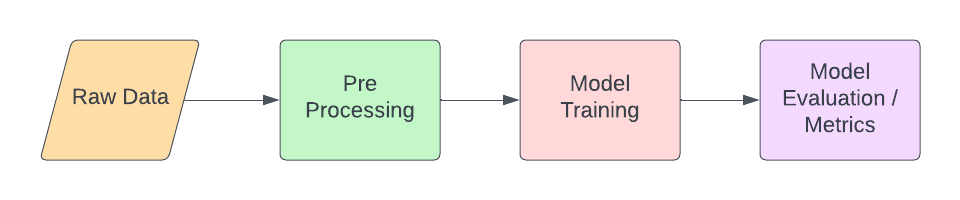 Raw Data
Pre
Processing
Model
Training
Model
Evaluation /
Metrics